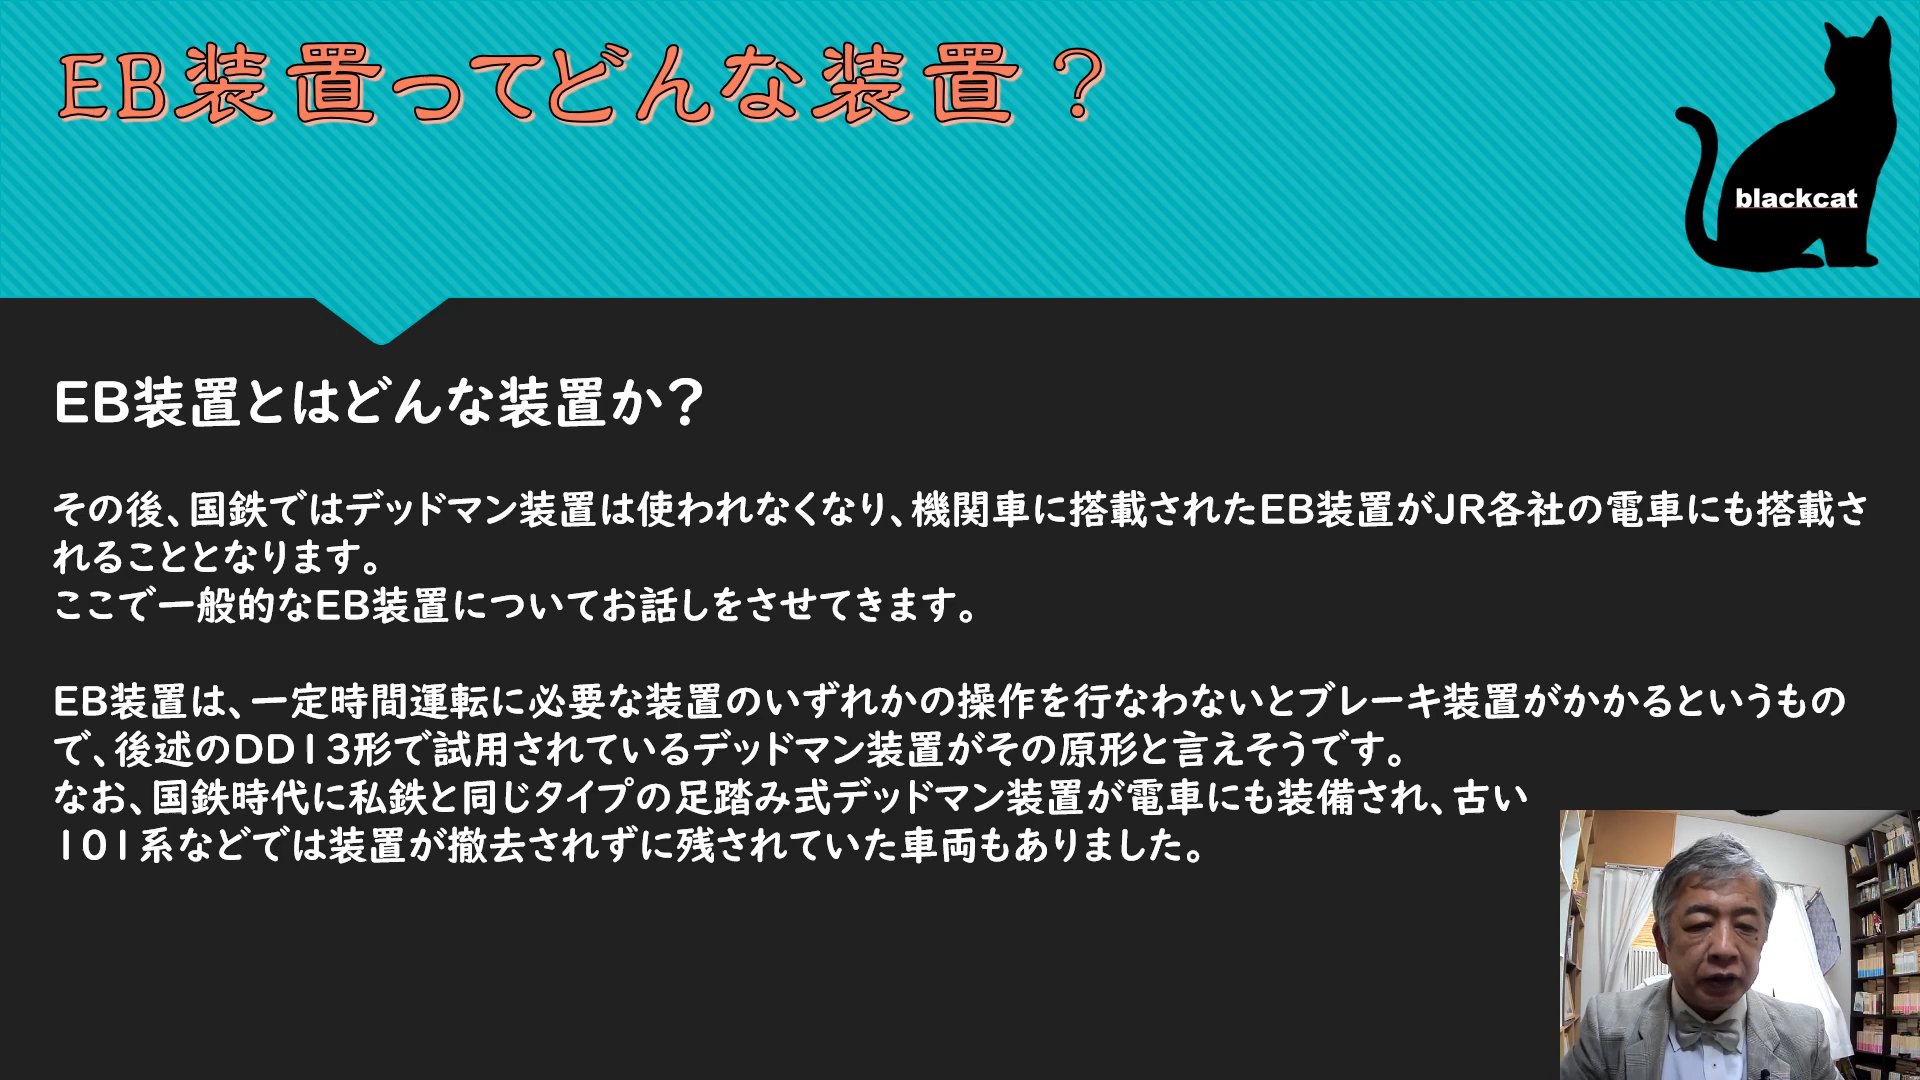 EB装置ってどんな装置？
blackcat
EB装置とはどんな装置か？
その後、国鉄ではデッドマン装置は使われなくなり、機関車に搭載されたEB装置がJR各社の電車にも搭載さ
れることとなります。
ここで一般的なEB装置についてお話しをさせてきます。
EB装置は、一定時間運転に必要な装置のいずれかの操作を行なわないとブレーキ装置がかかるというもの
で、後述のDD13形で試用されているデッドマン装置がその原形と言えそうです。
なお、国鉄時代に私鉄と同じタイプの足踏み式デッドマン装置が電車にも装備され、古い
101系などでは装置が撤去されずに残されていた車両もありました。